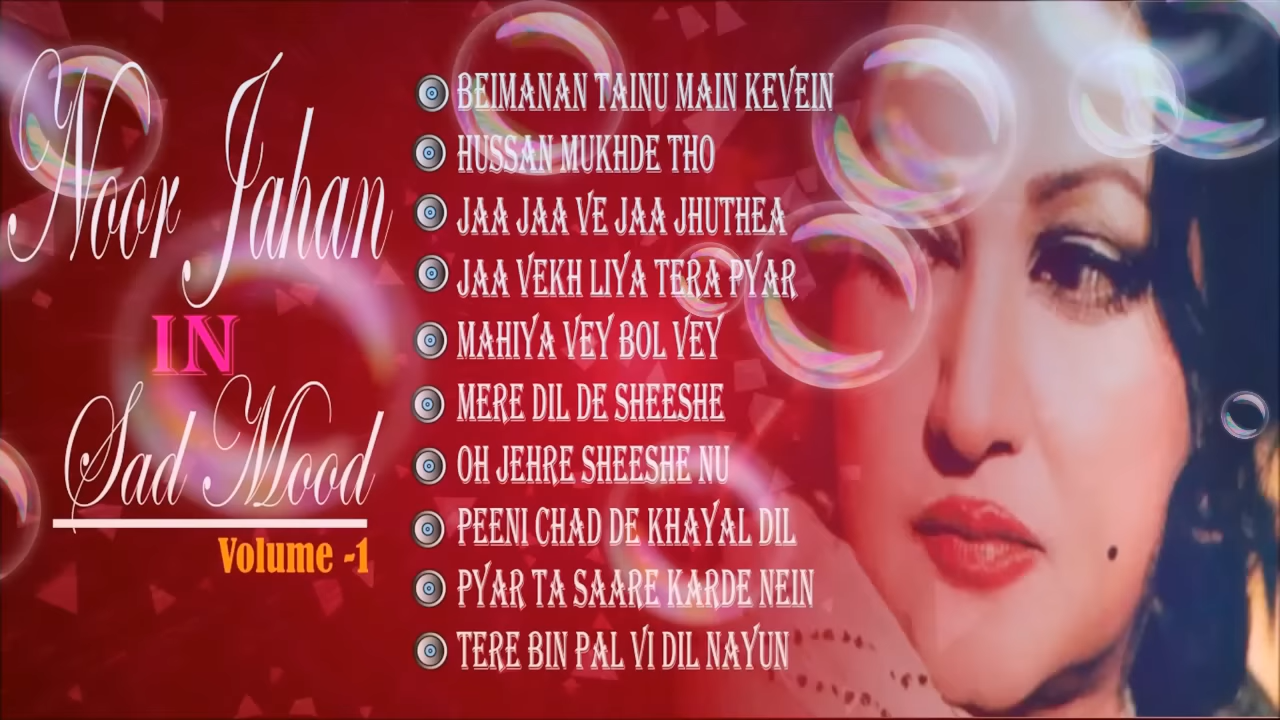 Noor Jahan
IN
Sad Mood
Volume -1
BEIMANAN TAINU MAIN KEVEIN
HUSSAN MUKHDE THO
JAA JAA VE JAA JHUTHEA
JAA VEKH LIYA TERA PYAR
MAHIYA VEY BOL VEY
MERE DIL DE SHEESHE
OH JEHRE SHEESHE NU
PEENI CHAD DE KHAYAL DIL
PYAR TA SAARE KARDE NEIN
TERE BIN PAL VI DIL NAYUN